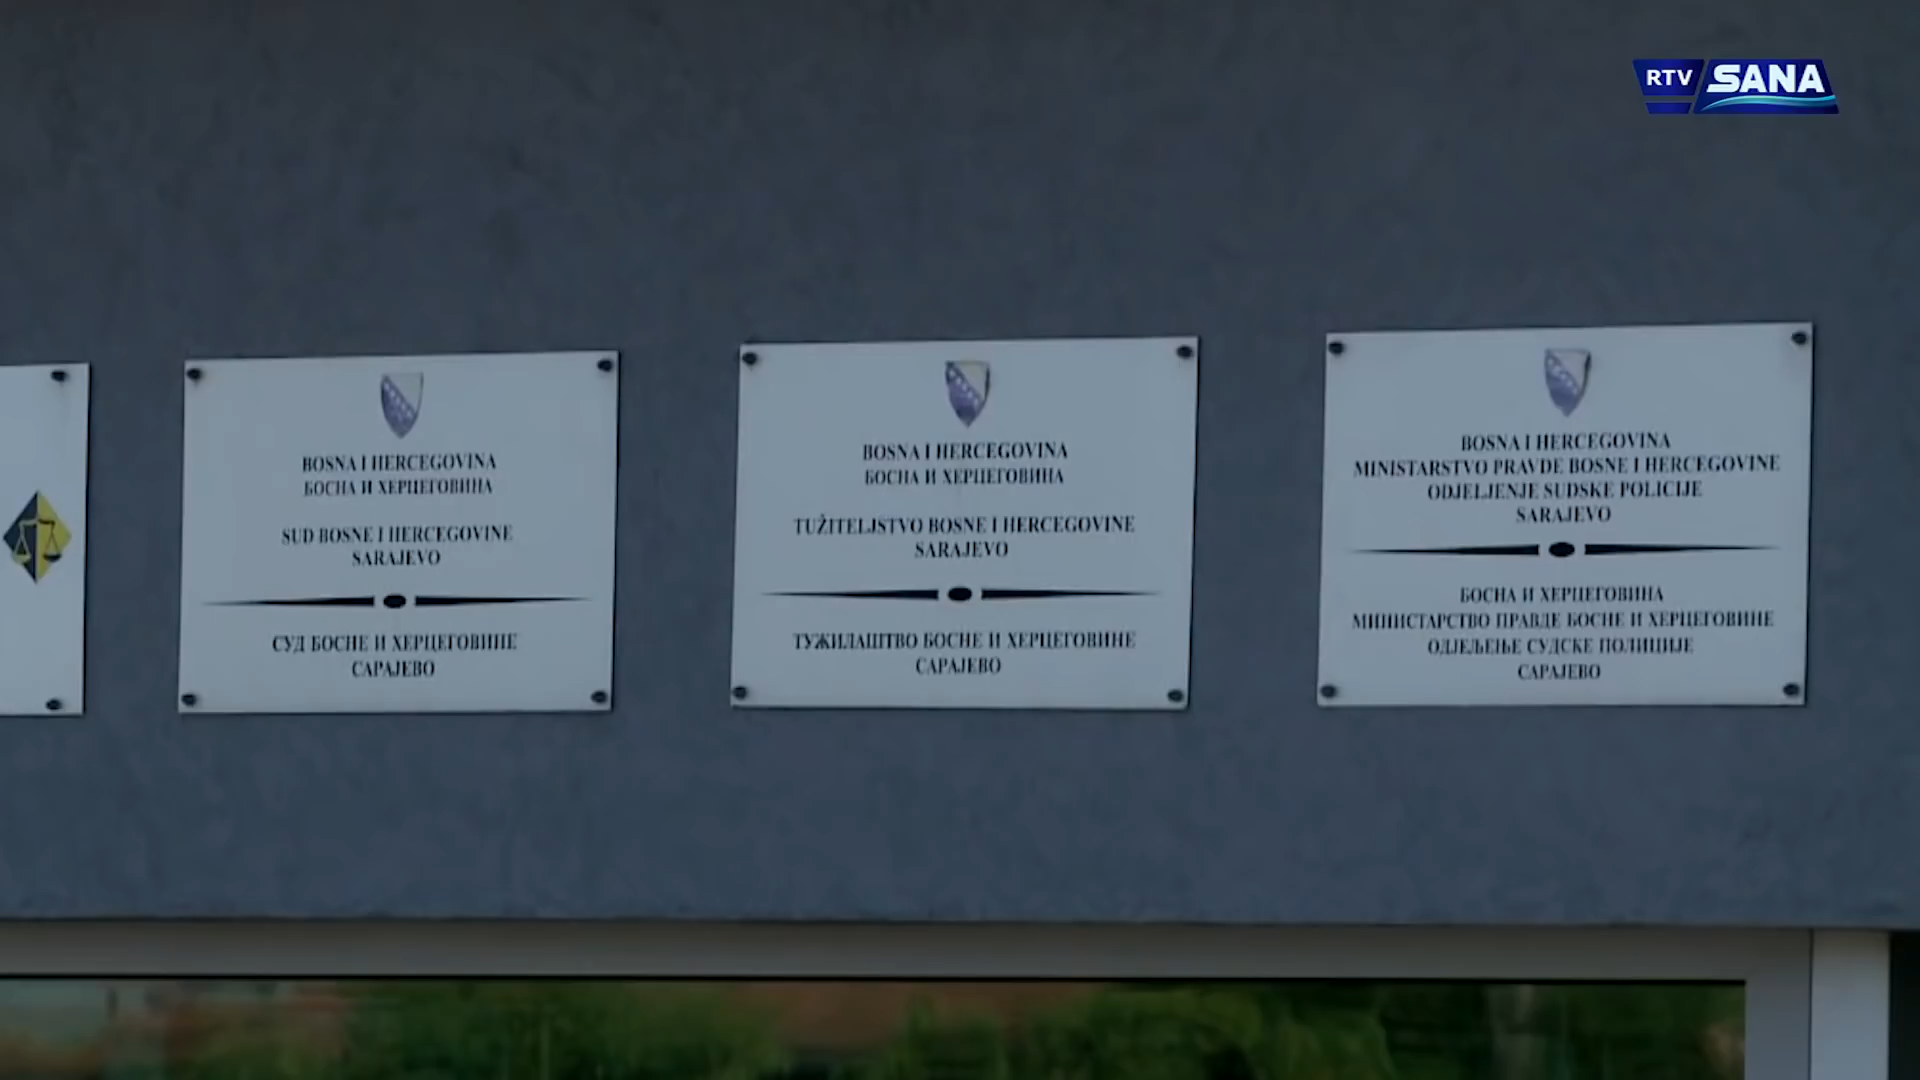 RTV SANA
BOSNA I HERCEGOVINA
БОСНА И ХЕРЦЕГОВИНА
SUD BOSNE I HERCEGOVINE
SARAJEVO
СУД БОСНЕ И ХЕРЦЕГОВИНЕ
САРАЈЕВО
BOSNA I HERCEGOVINA
БОСНА И ХЕРЦЕГОВИНА
TUŽITELJSTVO BOSNE I HERCEGOVINE
SARAJEVO
ТУЖИЛАШТВО БОСНЕ И ХЕРЦЕГОВИНЕ
САРАЈЕВО
BOSNA I HERCEGOVINA
MINISTARSTVO PRAVDE BOSNE I HERCEGOVINE
ODJELJENJE SUDSKE POLICIJE
SARAJEVO
БОСНА И ХЕРЦЕГОВИНА
МИНИСТАРСТВО ПРАВДЕ БОСНЕ И ХЕРЦЕГОВИНЕ
ОДЈЕЉЕЊЕ СУДСКЕ ПОЛИЦИЈЕ
САРАЈЕВО